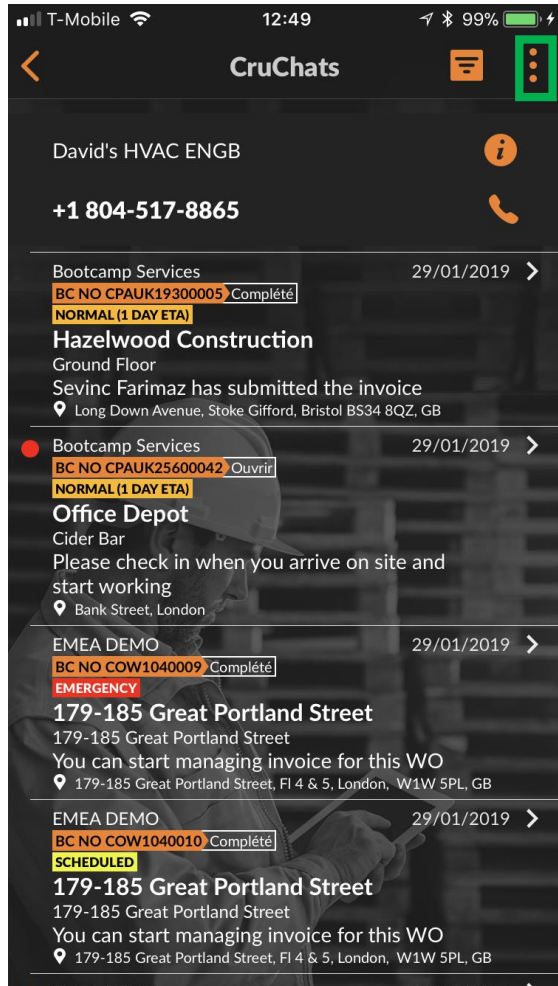 T-Mobile 12:49 99%
CruChats
David's HVAC ENGB
+1 804-517-8865
Bootcamp Services 29/01/2019
BC NO CPAUK19300005 Complété
NORMAL (1 DAY ETA)
Hazelwood Construction
Ground Floor
Sevinc Farimaz has submitted the invoice
Long Down Avenue, Stoke Gifford, Bristol BS34 8QZ, GB
Bootcamp Services 29/01/2019
BC NO CPAUK25600042 Ouvrir
NORMAL (1 DAY ETA)
Office Depot
Cider Bar
Please check in when you arrive on site and
start working
Bank Street, London
EMEA DEMO 29/01/2019
BC NO COW1040009 Complété
EMERGENCY
179-185 Great Portland Street
179-185 Great Portland Street
You can start managing invoice for this WO
179-185 Great Portland Street, Fl 4 & 5, London, W1W 5PL, GB
EMEA DEMO 29/01/2019
BC NO COW1040010 Complété
SCHEDULED
179-185 Great Portland Street
179-185 Great Portland Street
You can start managing invoice for this WO
179-185 Great Portland Street, Fl 4 & 5, London, W1W 5PL, GB